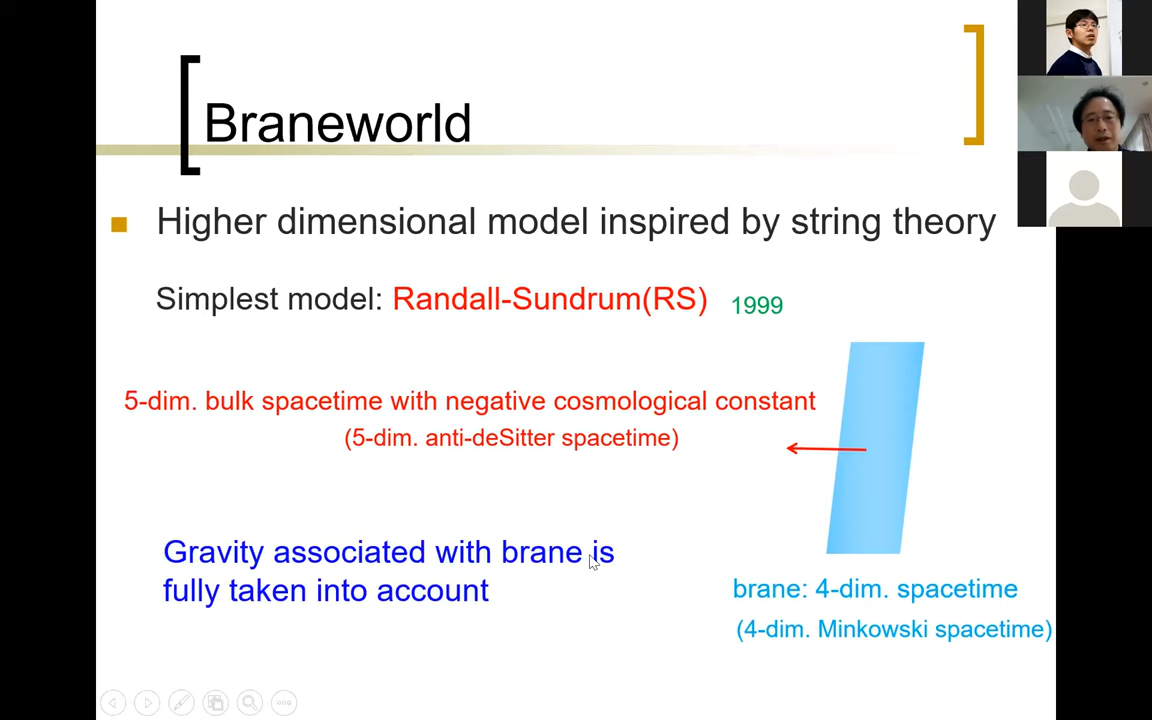 Braneworld
Higher dimensional model inspired by string theory
Simplest model: Randall-Sundrum(RS) 1999
5-dim. bulk spacetime with negative cosmological constant
(5-dim. anti-deSitter spacetime)
Gravity associated with brane is
fully taken into account
brane: 4-dim. spacetime
(4-dim. Minkowski spacetime)